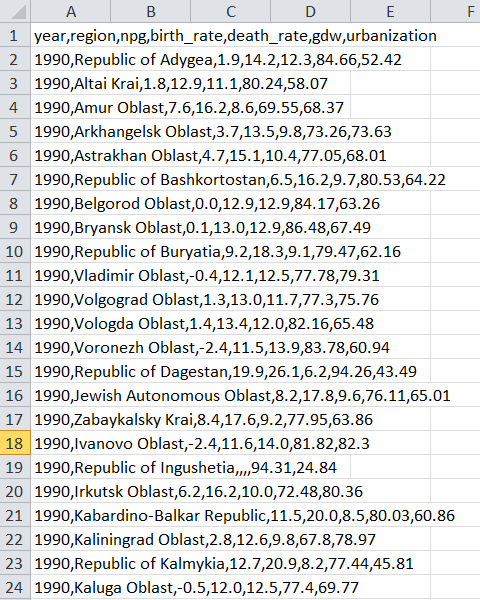 A B C D E F
1 year,region,npg,birth_rate,death_rate,gdw,urbanization
2 1990,Republic of Adygea,1.9,14.2,12.3,84.66,52.42
3 1990,Altai Krai,1.8,12.9,11.1,80.24,58.07
4 1990,Amur Oblast,7.6,16.2,8.6,69.55,68.37
5 1990,Arkhangelsk Oblast,3.7,13.5,9.8,73.26,73.63
6 1990,Astrakhan Oblast,4.7,15.1,10.4,77.05,68.01
7 1990,Republic of Bashkortostan,6.5,16.2,9.7,80.53,64.22
8 1990,Belgorod Oblast,0.0,12.9,12.9,84.17,63.26
9 1990,Bryansk Oblast,0.1,13.0,12.9,86.48,67.49
10 1990,Republic of Buryatia,9.2,18.3,9.1,79.47,62.16
11 1990,Vladimir Oblast,-0.4,12.1,12.5,77.78,79.31
12 1990,Volgograd Oblast,1.3,13.0,11.7,77.3,75.76
13 1990,Vologda Oblast,1.4,13.4,12.0,82.16,65.48
14 1990,Voronezh Oblast,-2.4,11.5,13.9,83.78,60.94
15 1990,Republic of Dagestan,19.9,26.1,6.2,94.26,43.49
16 1990,Jewish Autonomous Oblast,8.2,17.8,9.6,76.11,65.01
17 1990,Zabaykalsky Krai,8.4,17.6,9.2,77.95,63.86
18 1990,Ivanovo Oblast,-2.4,11.6,14.0,81.82,82.3
19 1990,Republic of Ingushetia,,,,94.31,24.84
20 1990,Irkutsk Oblast,6.2,16.2,10.0,72.48,80.36
21 1990,Kabardino-Balkar Republic,11.5,20.0,8.5,80.03,60.86
22 1990,Kaliningrad Oblast,2.8,12.6,9.8,67.8,78.97
23 1990,Republic of Kalmykia,12.7,20.9,8.2,77.44,45.81
24 1990,Kaluga Oblast,-0.5,12.0,12.5,77.4,69.77